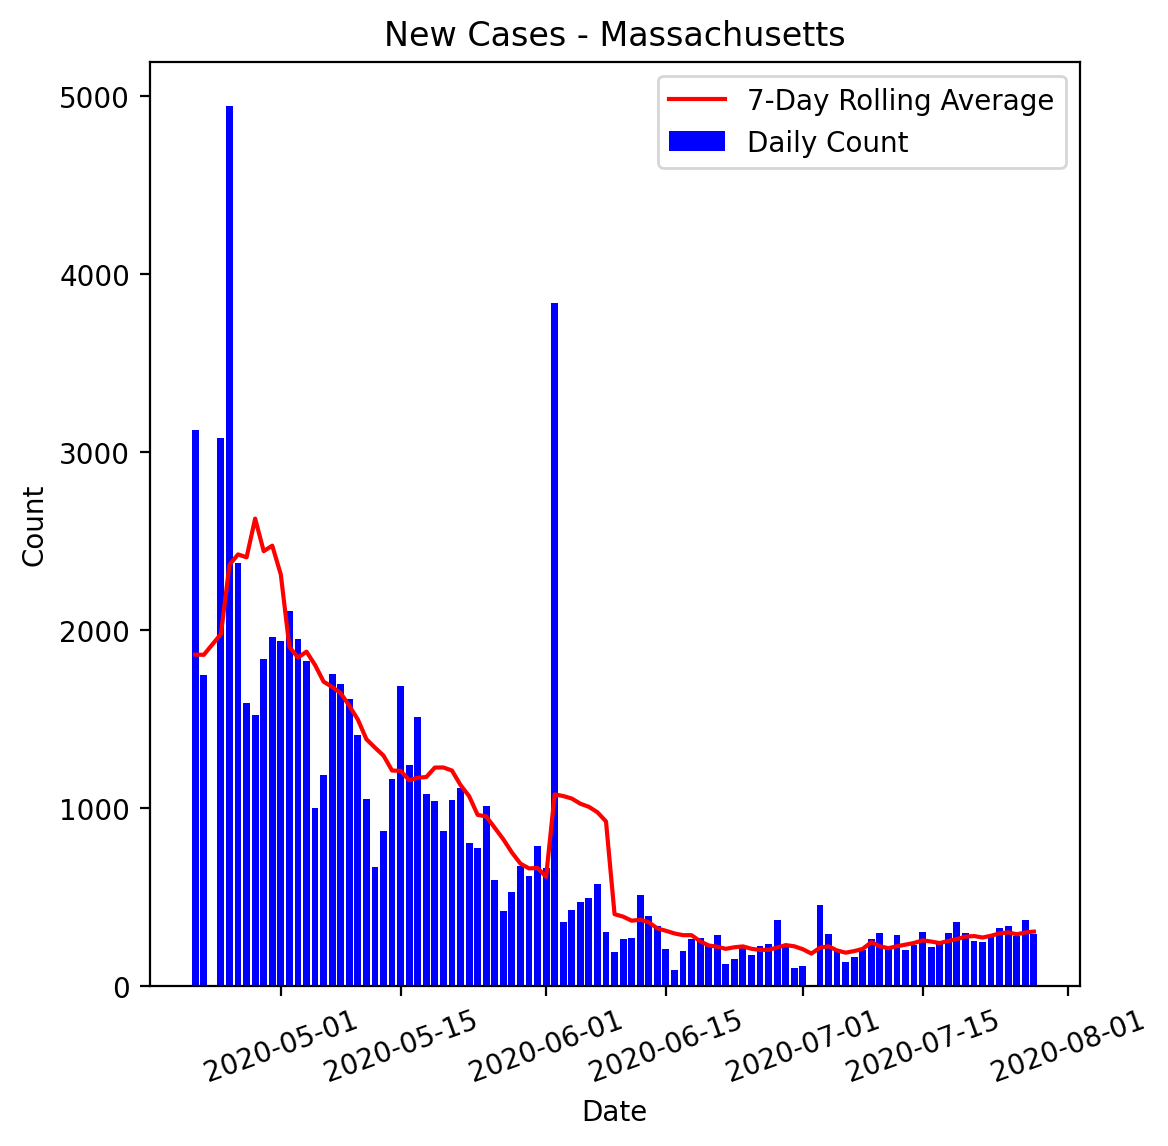 New Cases - Massachusetts
7-Day Rolling Average
Daily Count
5000
4000
3000
2000
1000
0
Count
2020-05-01
2020-05-15
2020-06-01
2020-06-15
2020-07-01
2020-07-15
2020-08-01
Date